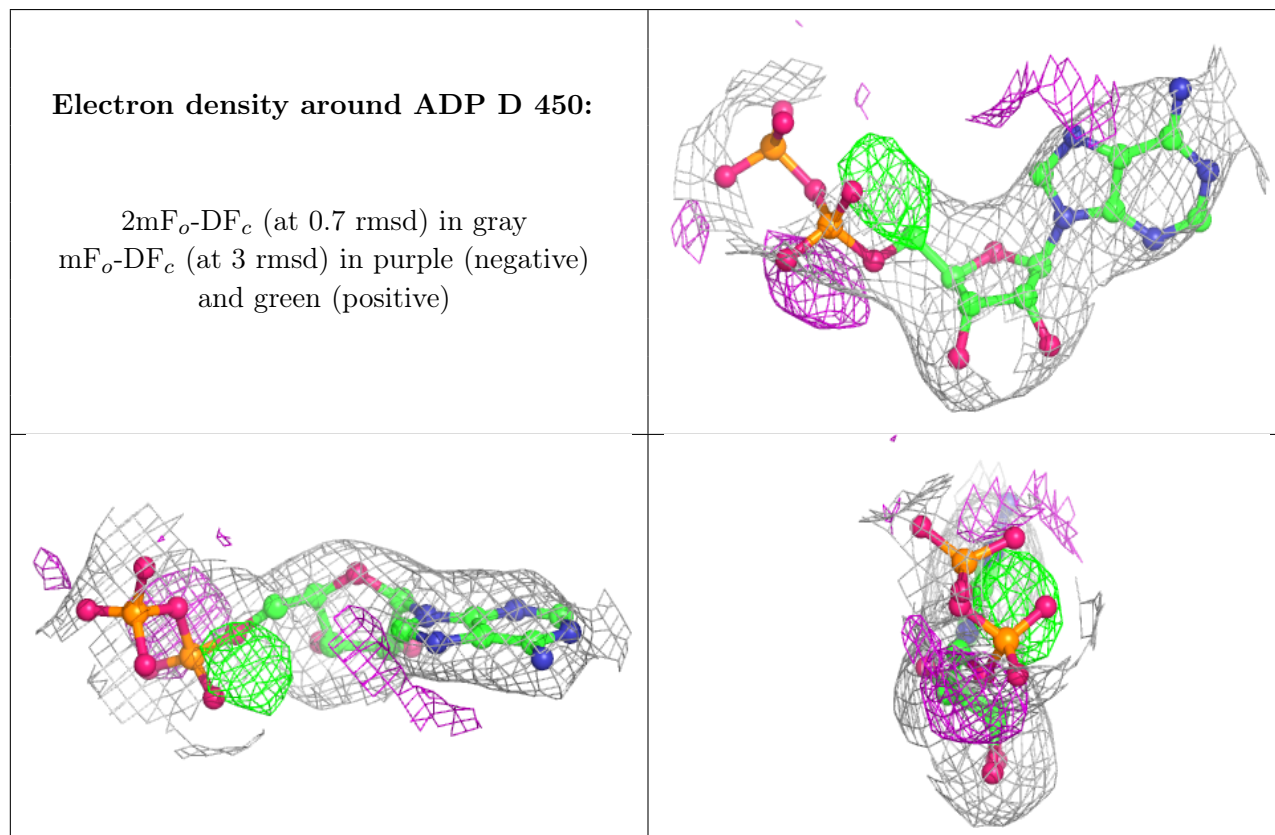 Electron density around ADP D 450:
2mFo-DFc (at 0.7 rmsd) in gray
mFo-DFc (at 3 rmsd) in purple (negative)
and green (positive)